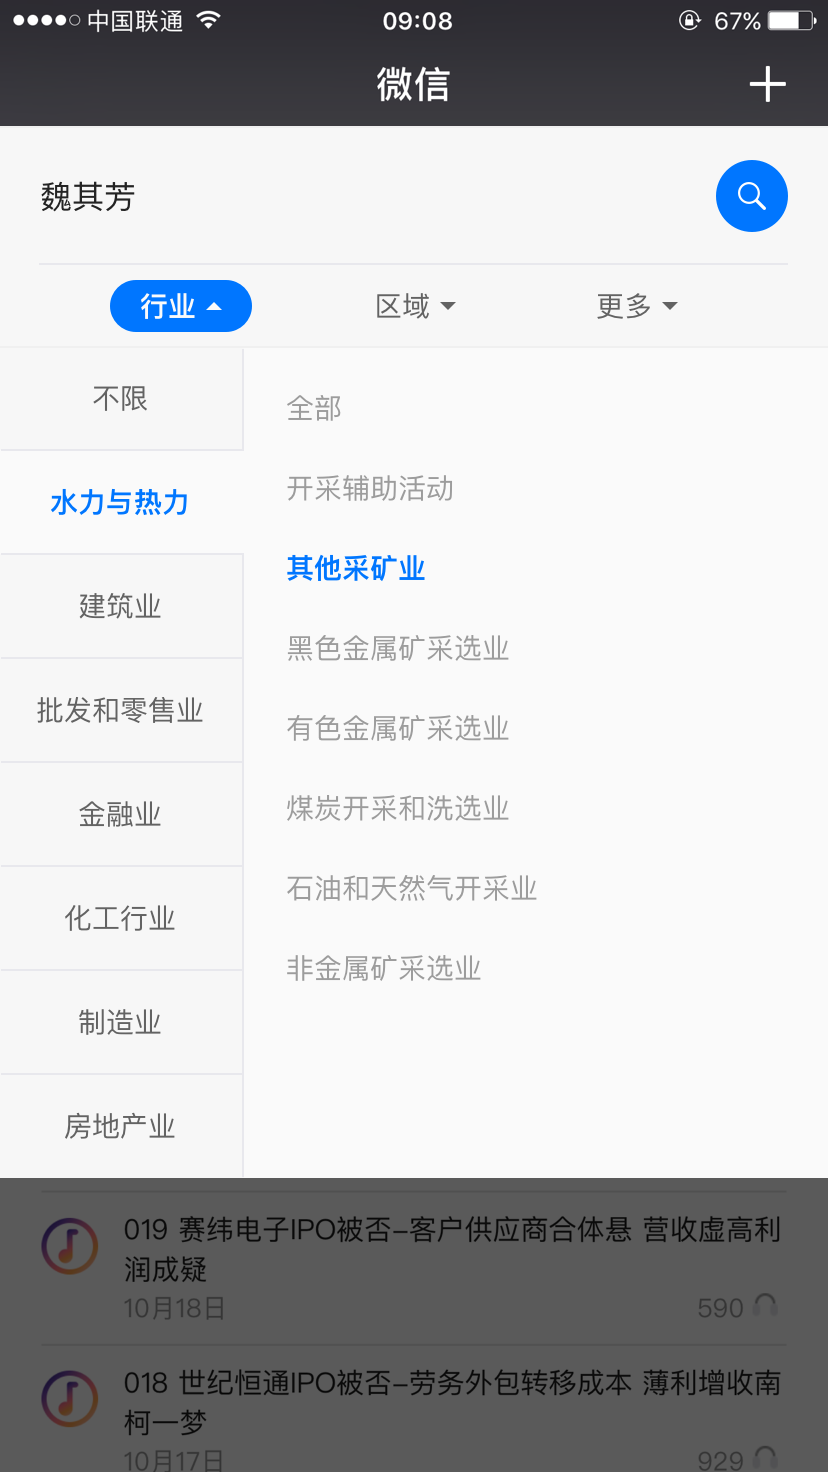 中国联通 09:08 67%
微信
魏其芳
行业 区域 更多
不限
水力与热力
建筑业
批发和零售业
金融业
化工行业
制造业
房地产业
全部
开采辅助活动
其他采矿业
黑色金属矿采选业
有色金属矿采选业
煤炭开采和洗选业
石油和天然气开采业
非金属矿采选业
019 赛纬电子IPO被否-客户供应商合体悬 营收虚高利
润成疑
10月18日 590
018 世纪恒通IPO被否-劳务外包转移成本 薄利增收南
柯一梦
10月17日 929